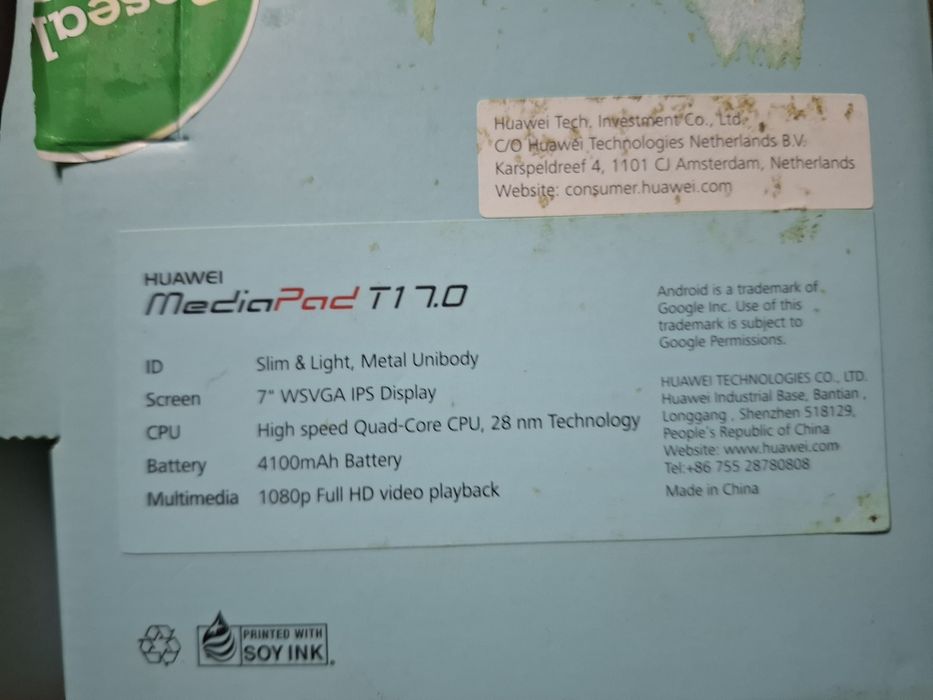 Huawei Tech. Investment Co., Ltd.
C/O Huawei Technologies Netherlands B.V.
Karspeldreef 4, 1101 CJ Amsterdam, Netherlands
Website: consumer.huawei.com
HUAWEI
MediaPad T1 7.0
ID Slim & Light, Metal Unibody
Screen 7" WSVGA IPS Display
CPU High speed Quad-Core CPU, 28 nm Technology
Battery 4100mAh Battery
Multimedia 1080p Full HD video playback
Android is a trademark of
Google Inc. Use of this
trademark is subject to
Google Permissions.
HUAWEI TECHNOLOGIES CO., LTD.
Huawei Industrial Base, Bantian ,
Longgang , Shenzhen 518129,
People's Republic of China
Website: www.huawei.com
Tel:+86 755 28780808
Made in China
PRINTED WITH
SOY INK